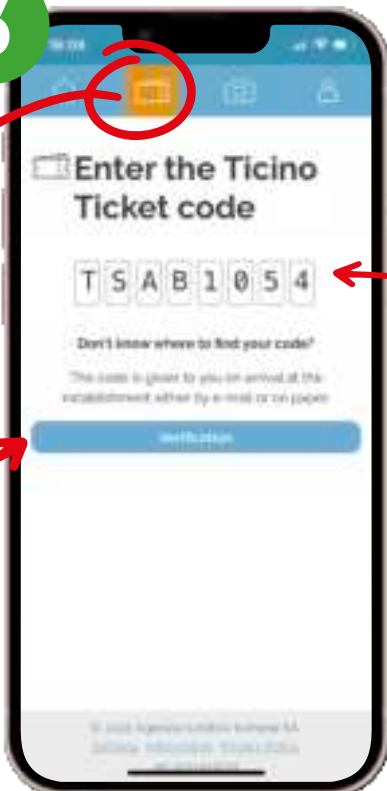 Enter the Ticino
Ticket code
TSAB1054
Don't know where to find your code?
The code is given to you on arrival at the
establishment either by e-mail or on paper
Verification